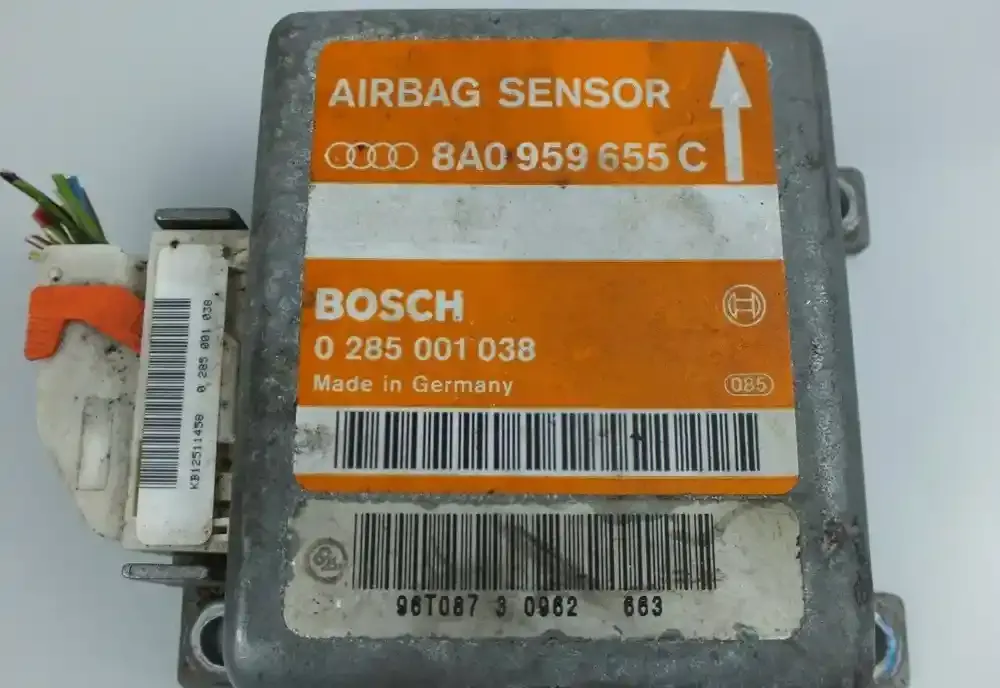 AIRBAG SENSOR
8A0 959 655 C
BOSCH
0 285 001 038
Made in Germany
085
96T087 3 0962 663
KB12511458 0 285 001 038